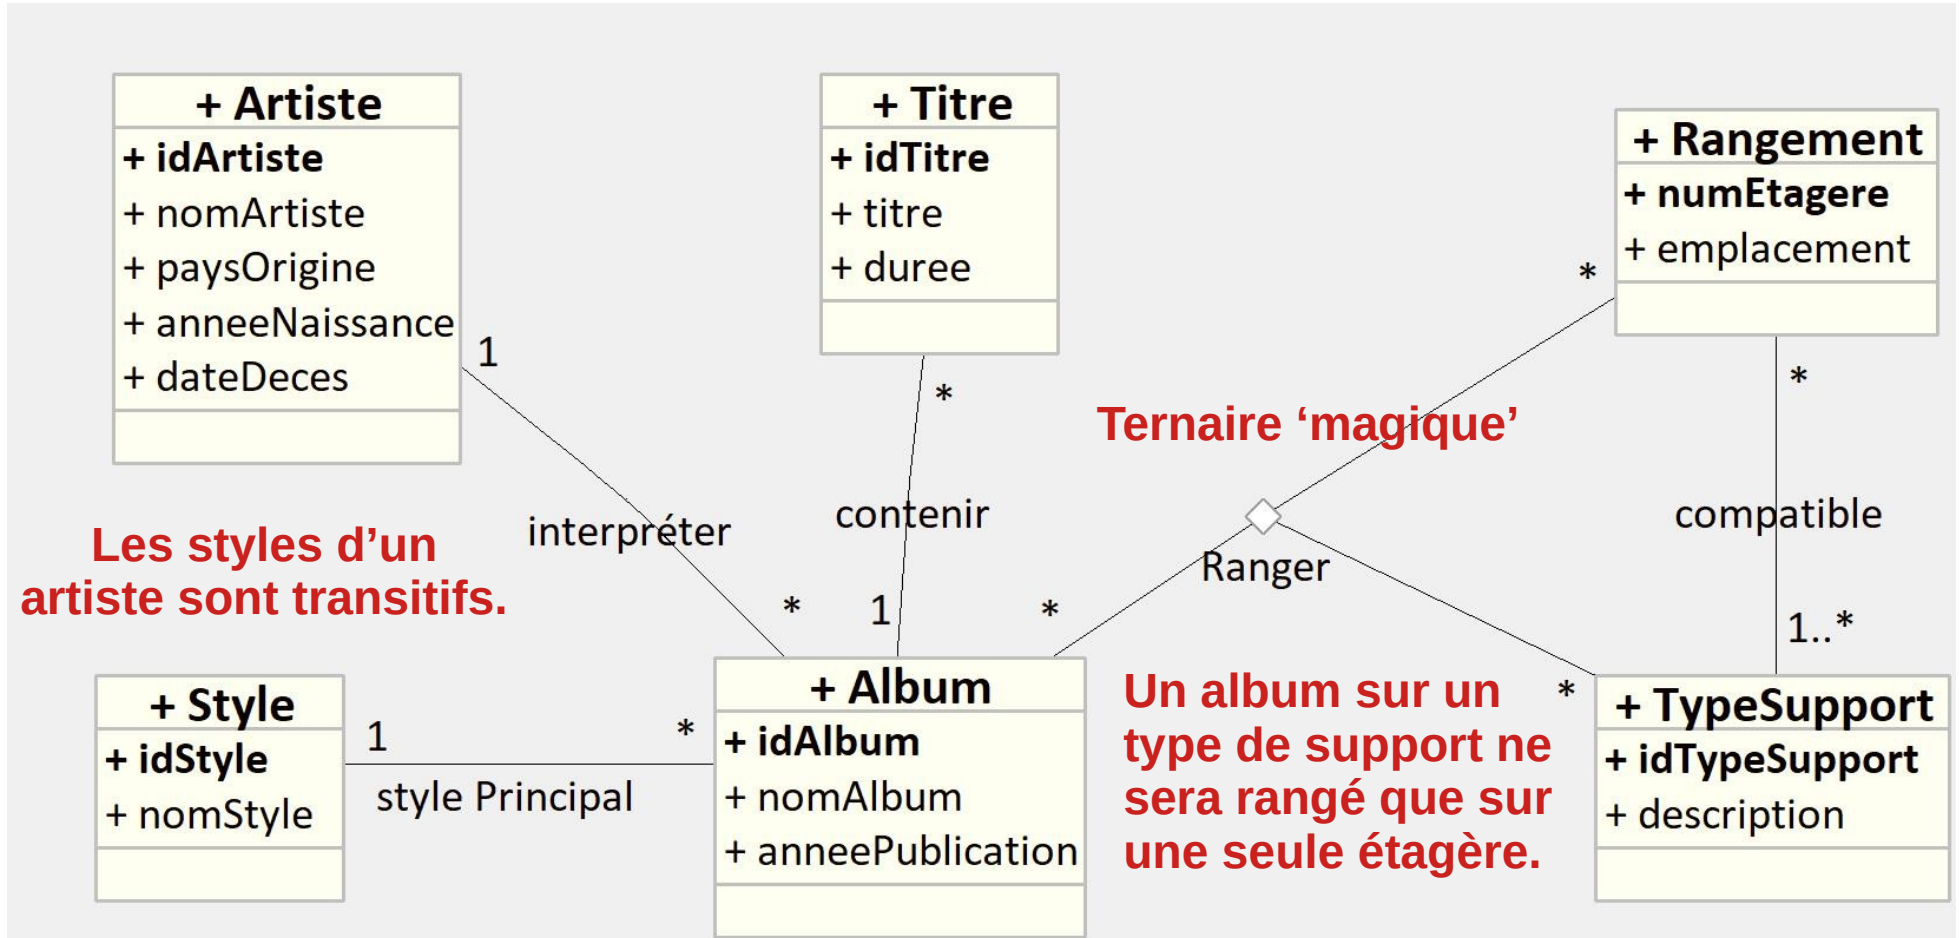 + Artiste
+ idArtiste
+ nomArtiste
+ paysOrigine
+ anneeNaissance
+ dateDeces
1
+ Titre
+ idTitre
+ titre
+ duree
*
+ Rangement
+ numEtagere
+ emplacement
*
*
Ternaire ‘magique’
interpréter
contenir
Ranger
compatible
Les styles d’un
artiste sont transitifs.
*
1
*
1..*
*
+ Style
+ idStyle
+ nomStyle
1
*
style Principal
+ Album
+ idAlbum
+ nomAlbum
+ anneePublication
Un album sur un
type de support ne
sera rangé que sur
une seule étagère.
+ TypeSupport
+ idTypeSupport
+ description